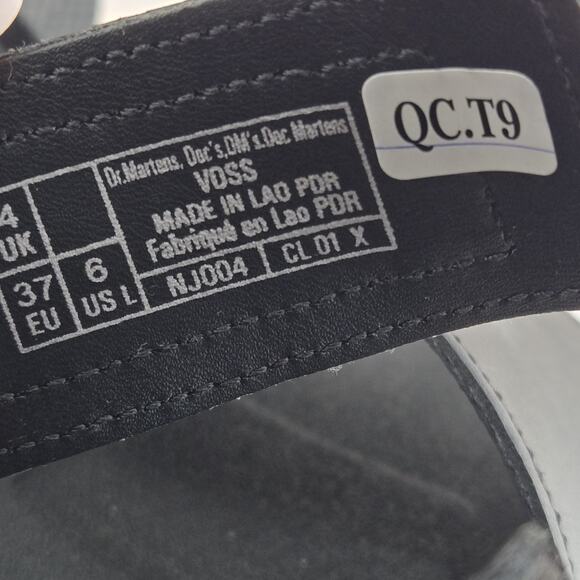 QC.T9
Dr.Martens, Doc's, DM's, Doc Martens
VOSS
MADE IN LAO PDR
Fabriqué en Lao PDR
4
UK
37
EU
6
US L
NJ004
CL 01 X